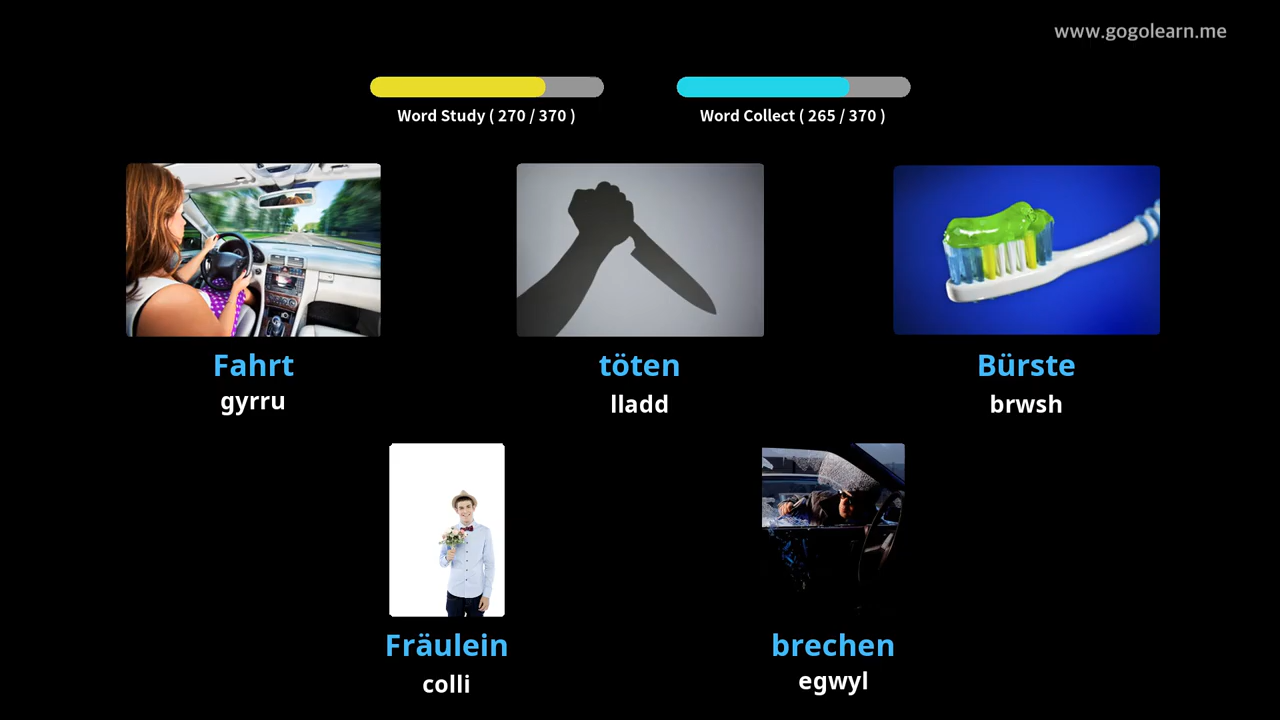 www.gogolearn.me
Word Study ( 270 / 370 )
Word Collect ( 265 / 370 )
Fahrt
gyrru
töten
lladd
Bürste
brwsh
Fräulein
colli
brechen
egwyl